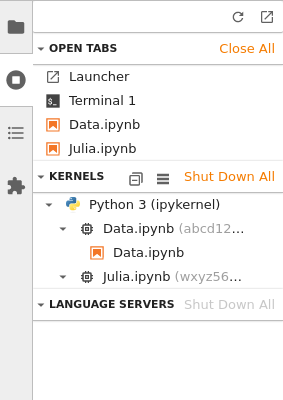 OPEN TABS Close All
Launcher
Terminal 1
Data.ipynb
Julia.ipynb
KERNELS Shut Down All
Python 3 (ipykernel)
Data.ipynb (abcd12...
Data.ipynb
Julia.ipynb (wxyz56...
LANGUAGE SERVERS Shut Down All